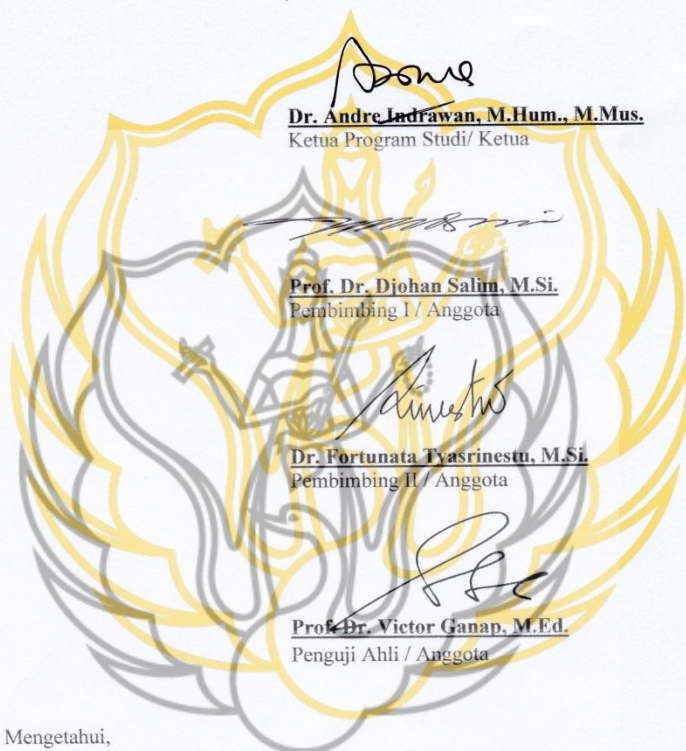 Dr. Andre Indrawan, M.Hum., M.Mus.
Ketua Program Studi/ Ketua
Prof. Dr. Djohan Salim, M.Si.
Pembimbing I / Anggota
Dr. Fortunata Tyasrinestu, M.Si.
Pembimbing II / Anggota
Prof. Dr. Victor Ganap, M.Ed.
Penguji Ahli / Anggota
Mengetahui,